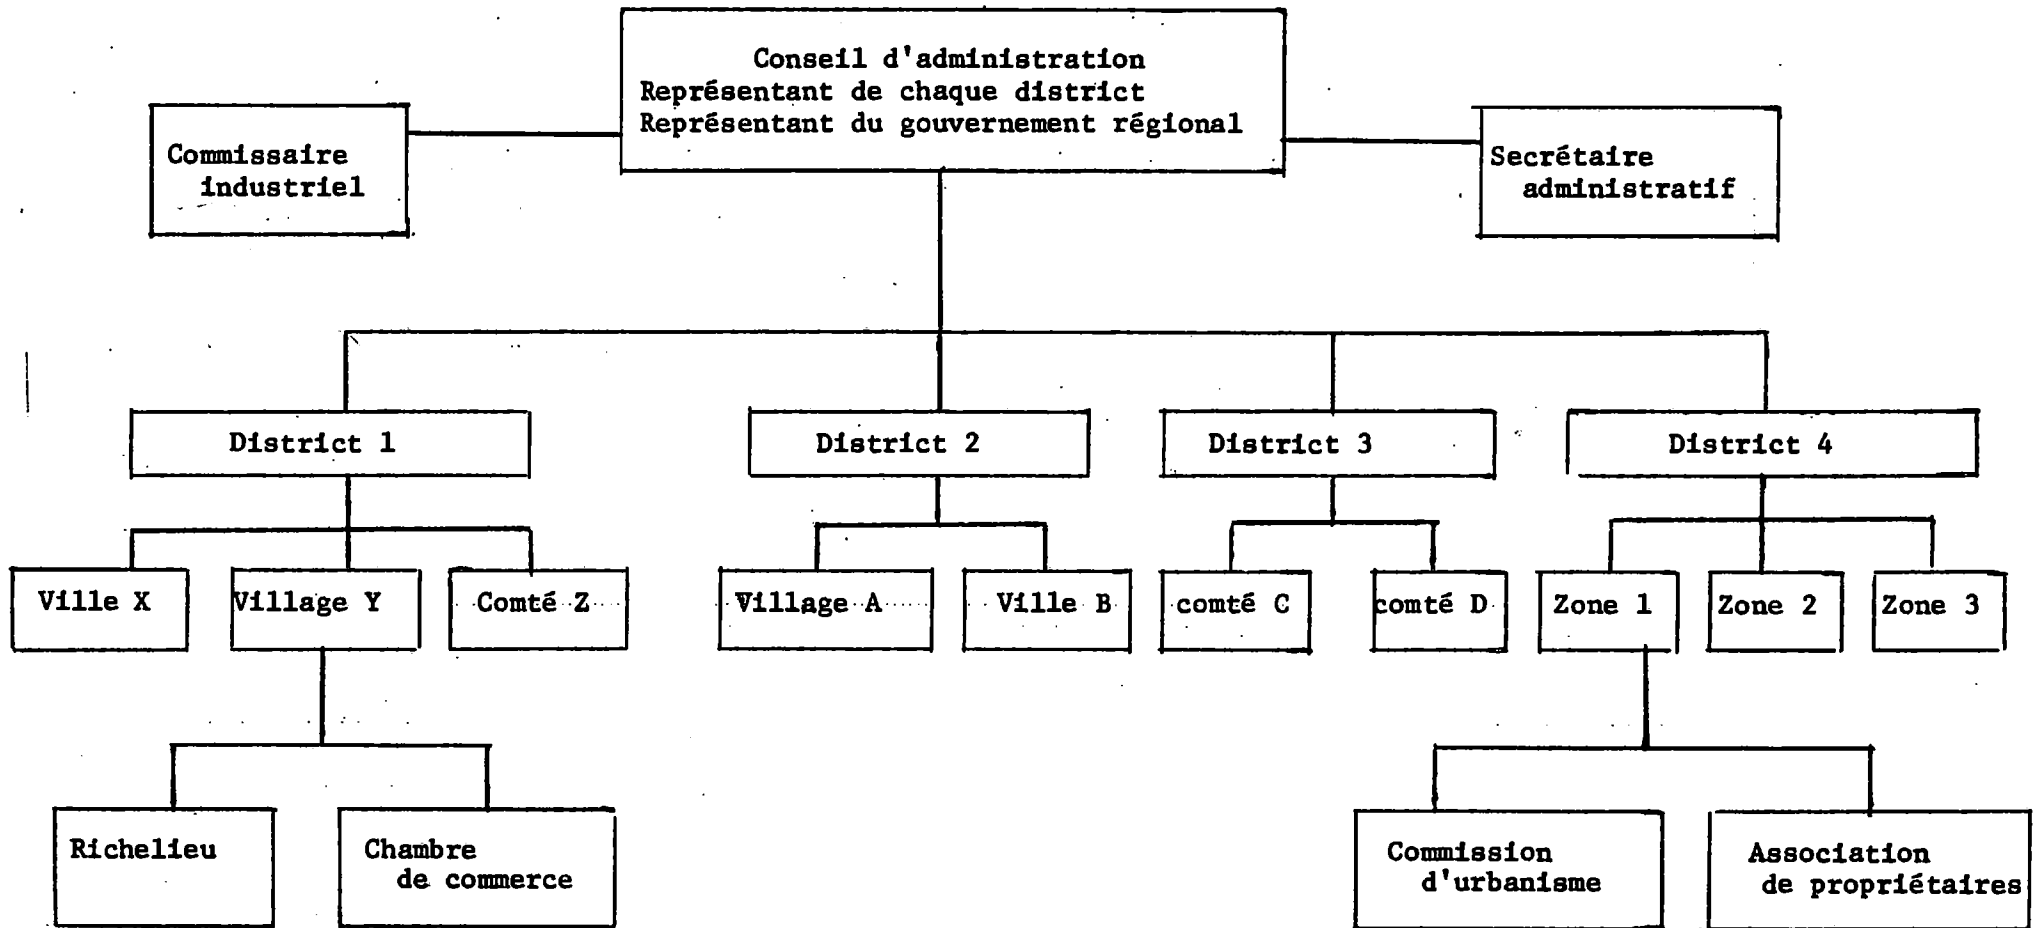 Conseil d'administration
Représentant de chaque district
Représentant du gouvernement régional
Commissaire
industriel
Secrétaire
administratif
District 1
District 2
District 3
District 4
Ville X
Village Y
Comté Z
Village A
Ville B
comté C
comté D
Zone 1
Zone 2
Zone 3
Richelieu
Chambre
de commerce
Commission
d'urbanisme
Association
de propriétaires